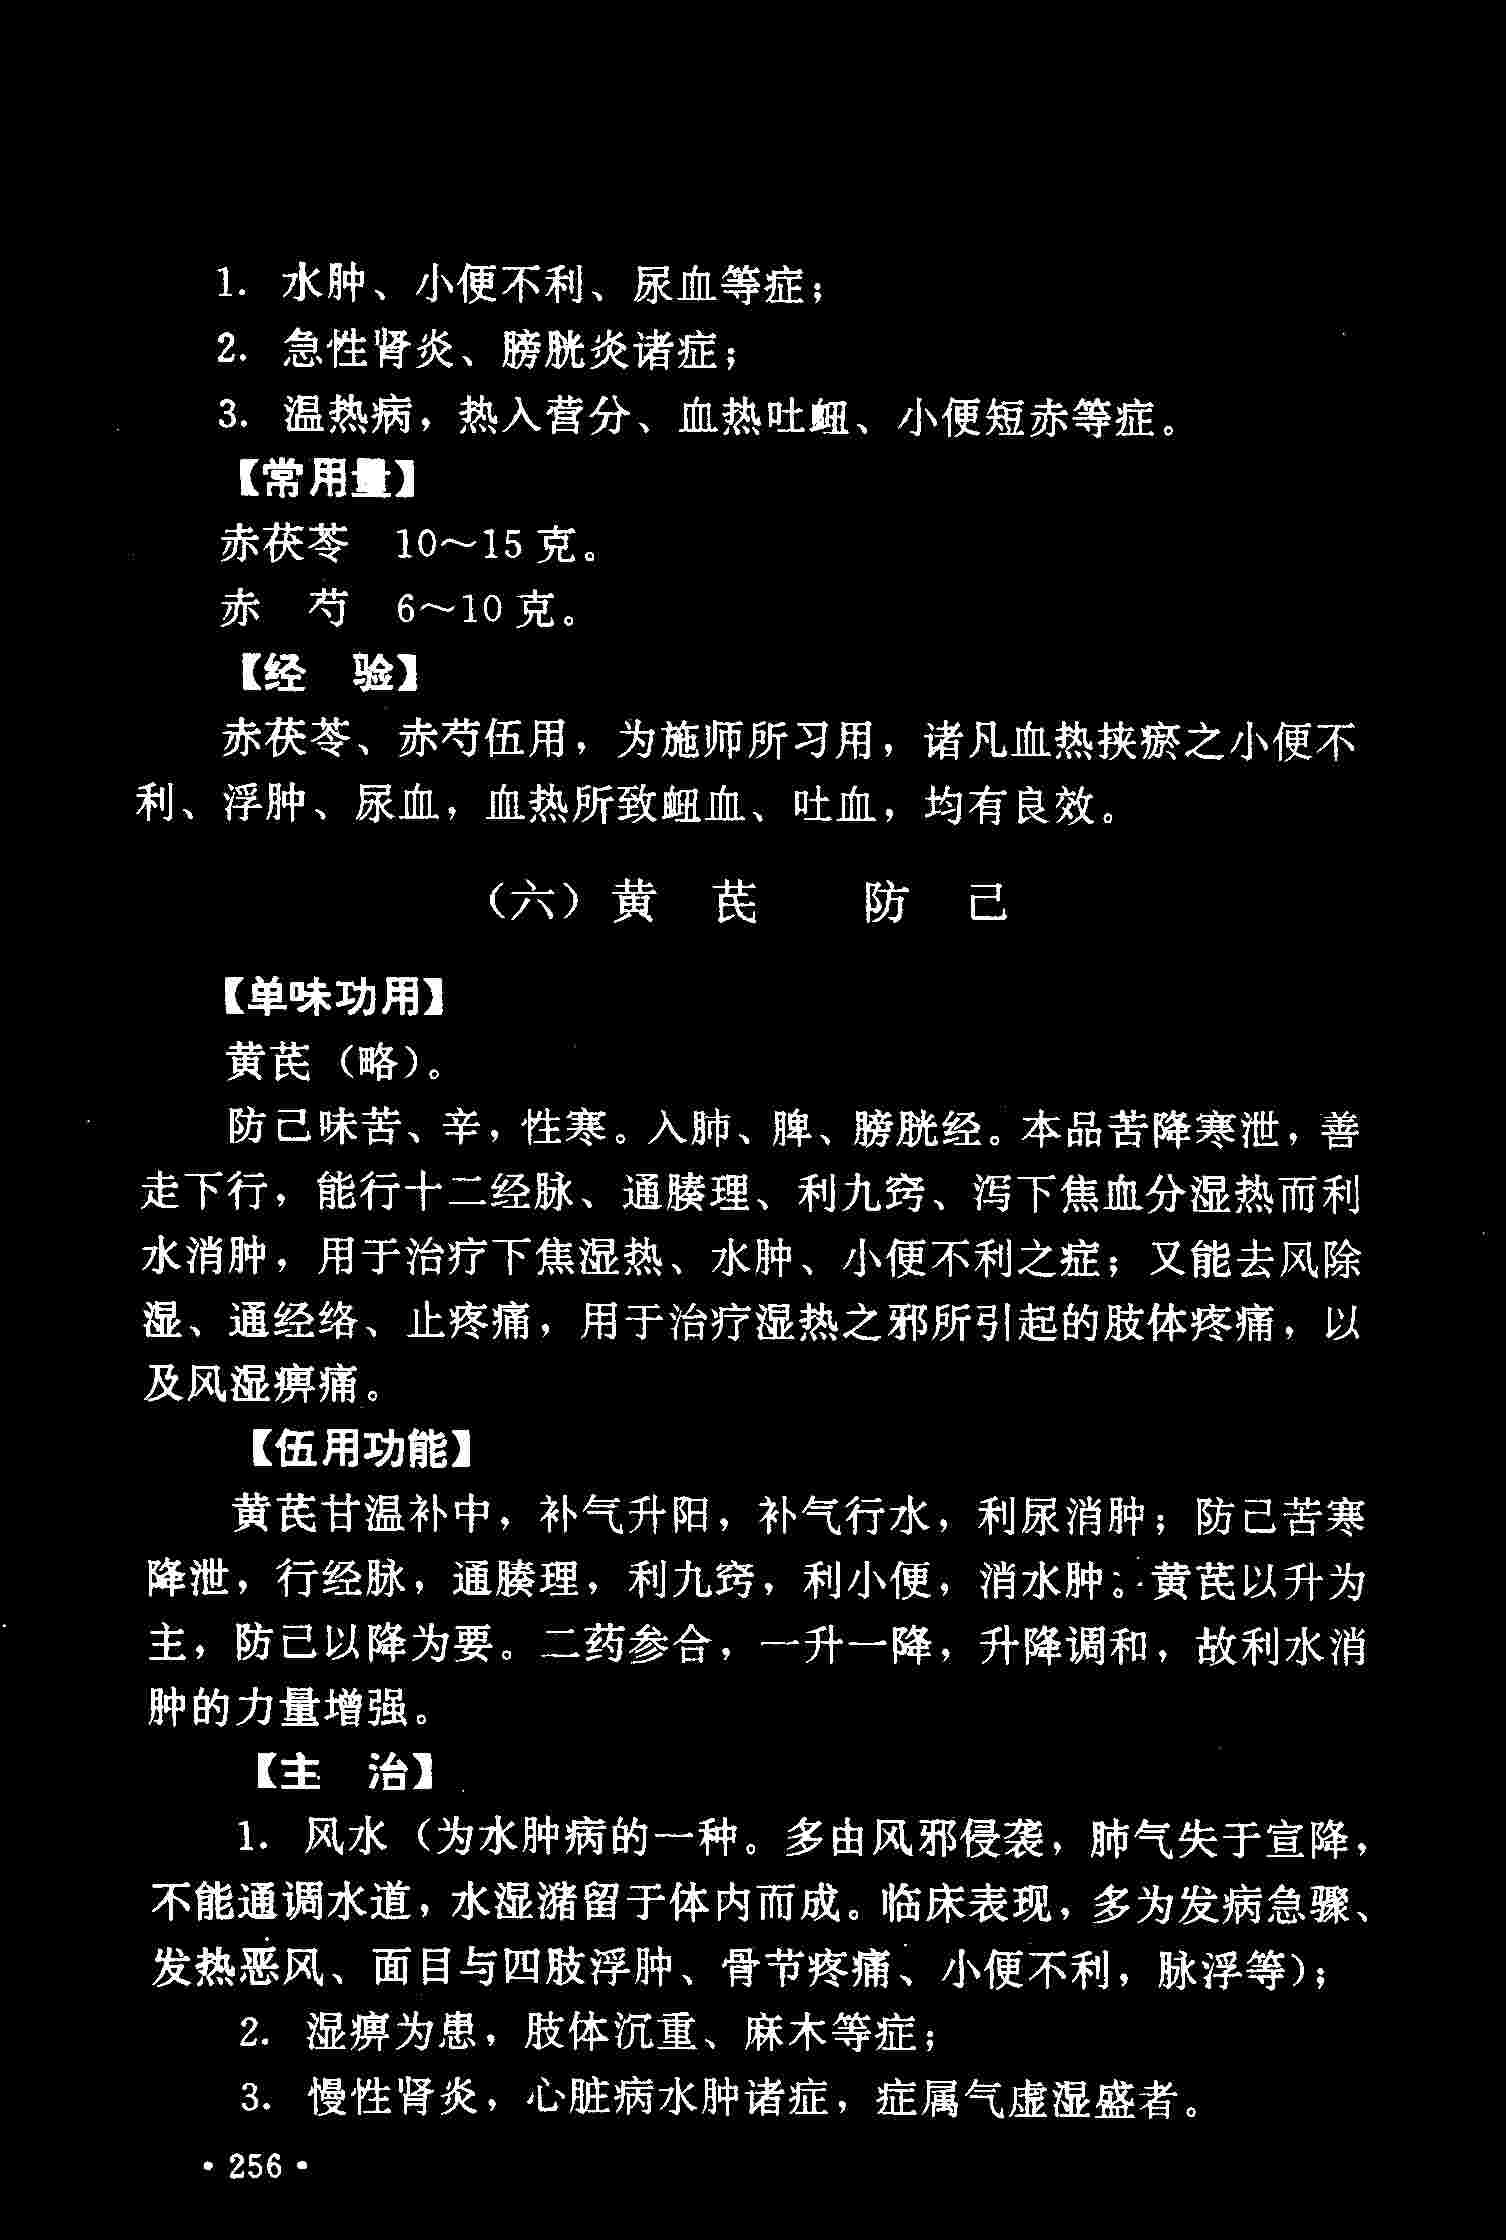 1. 水肿、小便不利、尿血等症；
2. 急性肾炎、膀胱炎诸症；
3. 温热病，热入营分、血热吐衄、小便短赤等症。
【常用量】
赤茯苓 10～15克。
赤 芍 6～10克。
【经 验】
赤茯苓、赤芍伍用，为施师所习用，诸凡血热挟瘀之小便不
利、浮肿、尿血，血热所致衄血、吐血，均有良效。
（六）黄 芪 防 己
【单味功用】
黄芪（略）。
防己味苦、辛，性寒。入肺、脾、膀胱经。本品苦降寒泄，善
走下行，能行十二经脉、通腠理、利九窍、泻下焦血分湿热而利
水消肿，用于治疗下焦湿热、水肿、小便不利之症；又能去风除
湿、通经络、止疼痛，用于治疗湿热之邪所引起的肢体疼痛，以
及风湿痹痛。
【伍用功能】
黄芪甘温补中，补气升阳，补气行水，利尿消肿；防己苦寒
降泄，行经脉，通腠理，利九窍，利小便，消水肿。黄芪以升为
主，防己以降为要。二药参合，一升一降，升降调和，故利水消
肿的力量增强。
【主 治】
1. 风水（为水肿病的一种。多由风邪侵袭，肺气失于宣降，
不能通调水道，水湿潴留于体内而成。临床表现，多为发病急骤、
发热恶风、面目与四肢浮肿、骨节疼痛、小便不利，脉浮等）；
2. 湿痹为患，肢体沉重、麻木等症；
3. 慢性肾炎，心脏病水肿诸症，症属气虚湿盛者。
·256·